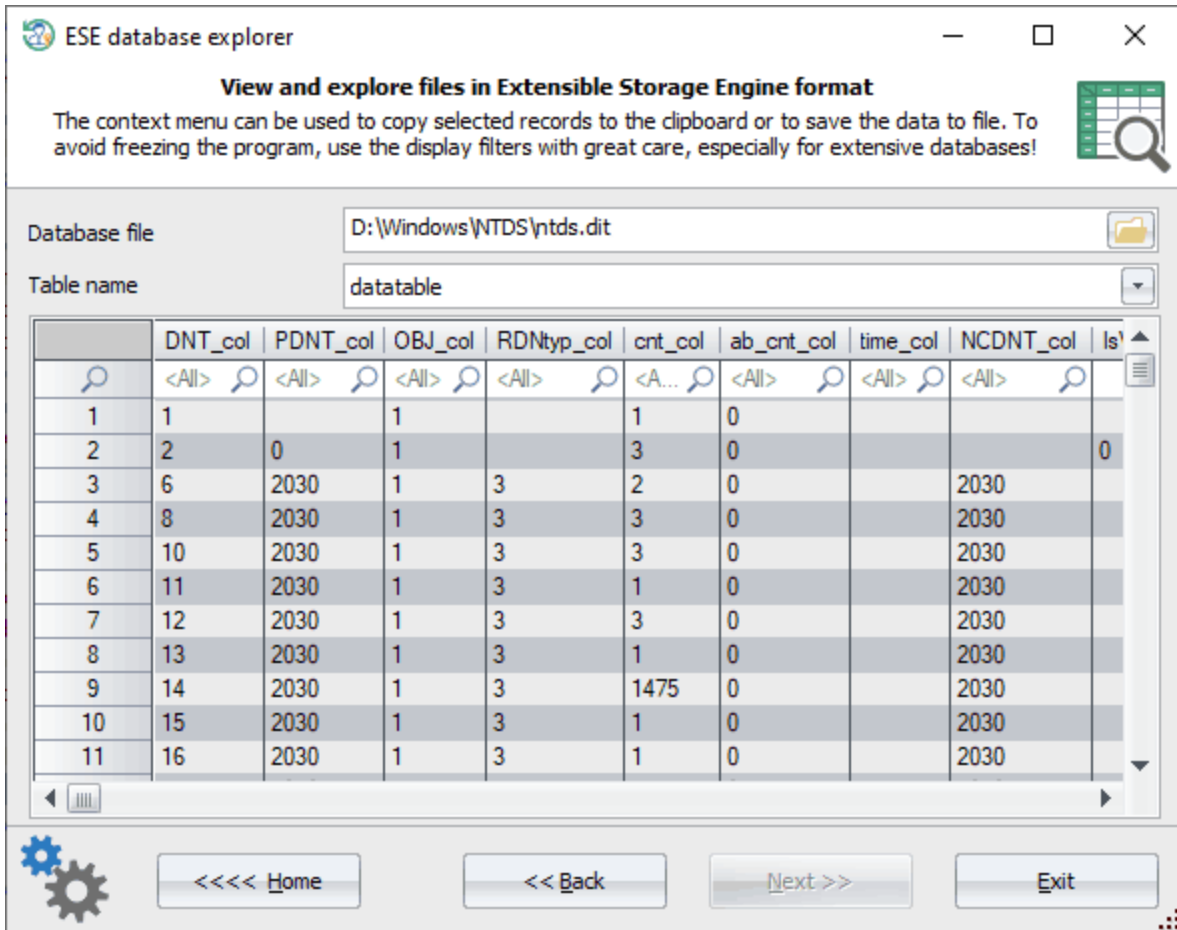 ESE database explorer
View and explore files in Extensible Storage Engine format
The context menu can be used to copy selected records to the clipboard or to save the data to file. To
avoid freezing the program, use the display filters with great care, especially for extensive databases!
Database file D:\Windows\NTDS\ntds.dit
Table name datatable
DNT_col PDNT_col OBJ_col RDNtyp_col cnt_col ab_cnt_col time_col NCDNT_col
<All> <All> <All> <All> <A... <All> <All> <All>
1 1 1 1 0
2 2 0 1 3 0 0
3 6 2030 1 3 2 0 2030
4 8 2030 1 3 3 0 2030
5 10 2030 1 3 3 0 2030
6 11 2030 1 3 1 0 2030
7 12 2030 1 3 3 0 2030
8 13 2030 1 3 1 0 2030
9 14 2030 1 3 1475 0 2030
10 15 2030 1 3 1 0 2030
11 16 2030 1 3 1 0 2030
<<<< Home << Back Next >> Exit